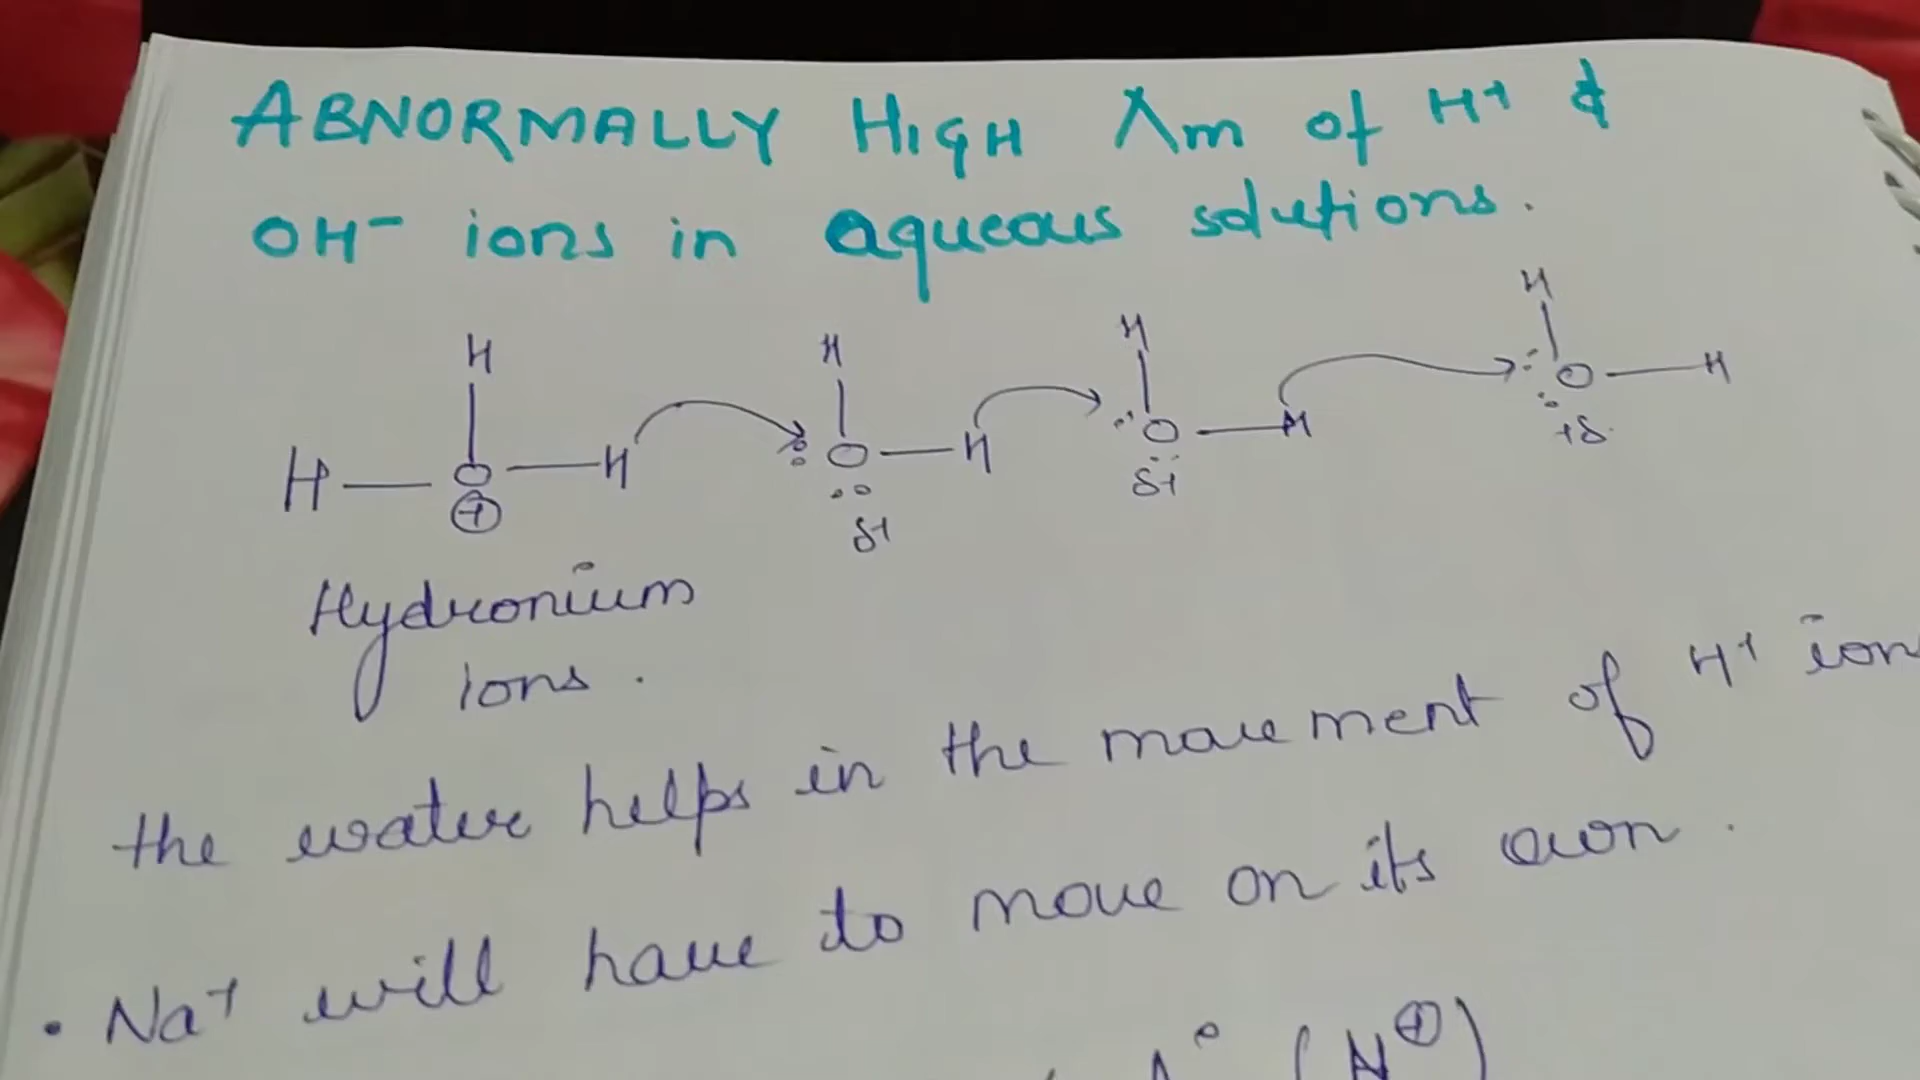 ABNORMALLY HIGH Λm of H+ &
OH- ions in aqueous solutions.
H H H H
H — O — H : O — H : O — H : O — H
⊕ δ+ δ+ +δ
Hydronium
ions.
the water helps in the movement of H+ ion
• Na+ will have to move on its own.
(H⊕)